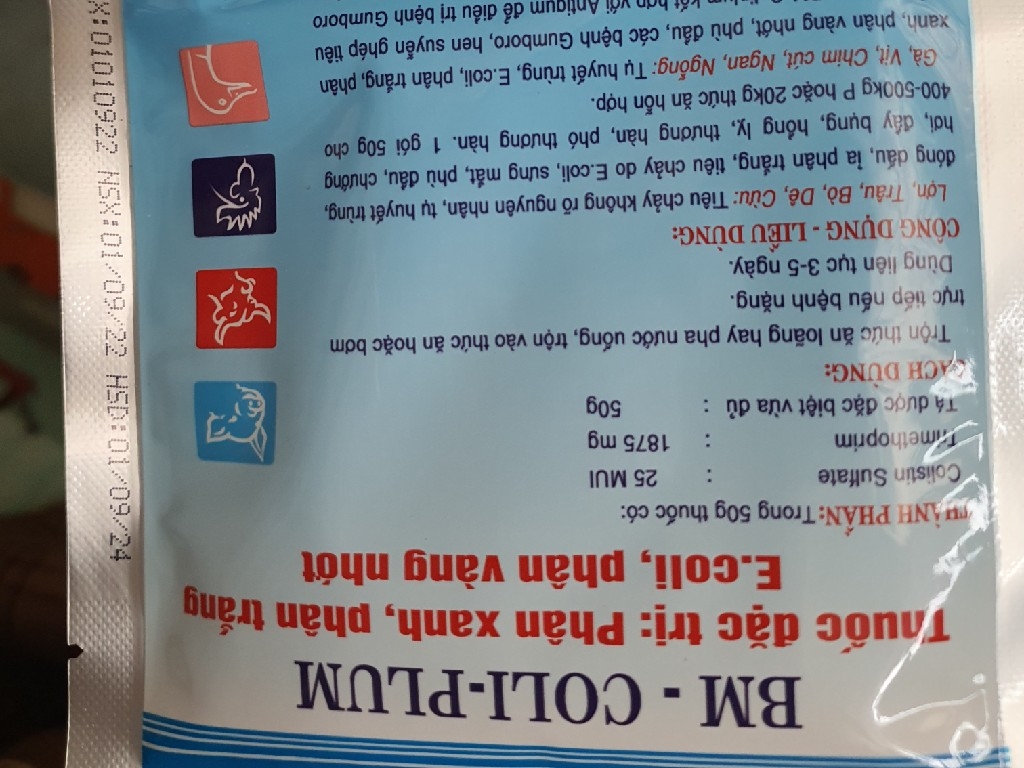 BM - COLI-PLUM
Thuốc đặc trị: Phân xanh, phân trắng
E.coli, phân vàng nhớt
THÀNH PHẦN: Trong 50g thuốc có:
Colistin Sulfate : 25 MUI
Trimethoprim : 1875 mg
Tá dược đặc biệt vừa đủ : 50g
CÁCH DÙNG:
Trộn thức ăn loãng hay pha nước uống, trộn vào thức ăn hoặc bơm
trực tiếp nếu bệnh nặng.
Dùng liên tục 3-5 ngày.
CÔNG DỤNG - LIỀU DÙNG:
Lợn, Trâu, Bò, Dê, Cừu: Tiêu chảy không rõ nguyên nhân, tụ huyết trùng,
đóng dấu, ỉa phân trắng, tiêu chảy do E.coli, sưng mắt, phù đầu, chướng
hơi, đầy bụng, hồng lỵ, thương hàn, phó thương hàn. 1 gói 50g cho
400-500kg P hoặc 20kg thức ăn hỗn hợp.
Gà, Vịt, Chim cút, Ngan, Ngỗng: Tụ huyết trùng, E.coli, phân trắng, phân
xanh, phân vàng nhớt, phù đầu, các bệnh Gumboro, hen suyễn ghép tiêu
kết hợp với Antigum để điều trị bệnh Gumboro
X:010922 NSX:01/09/22 HSD:01/09/24